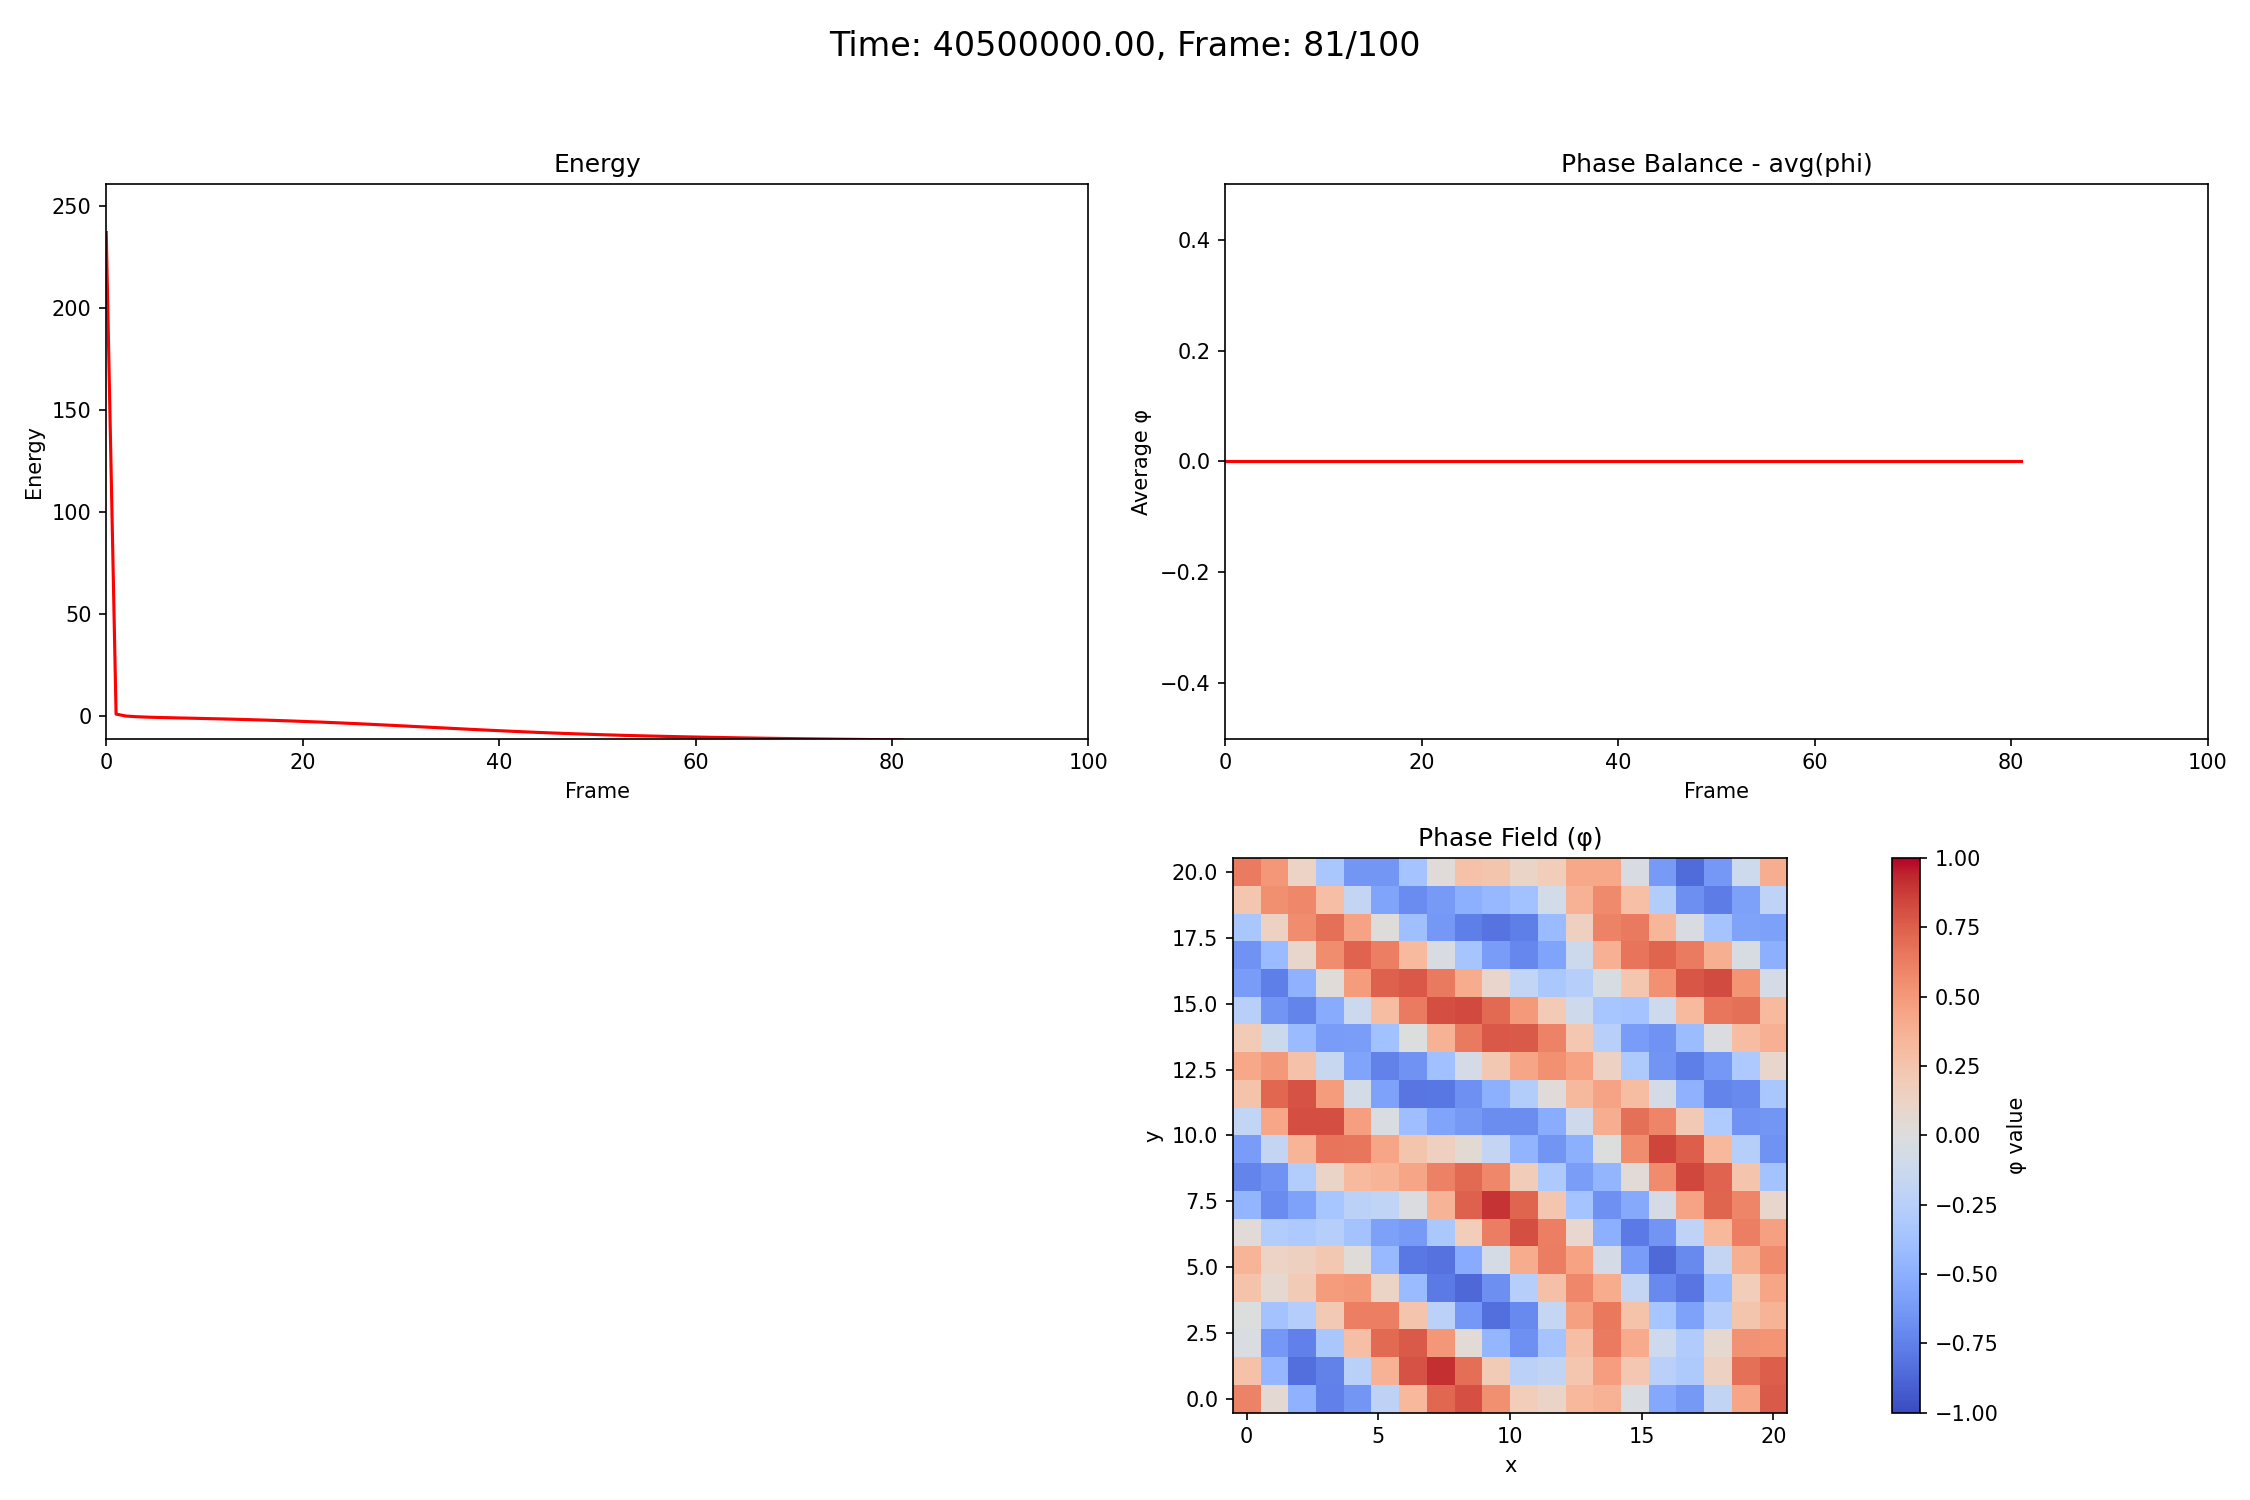 Time: 40500000.00, Frame: 81/100
Energy
250
200
150
100
50
0
Energy
0 20 40 60 80 100
Frame
Phase Balance - avg(phi)
0.4
0.2
0.0
−0.2
−0.4
Average φ
0 20 40 60 80 100
Frame
Phase Field (φ)
20.0
17.5
15.0
12.5
10.0
7.5
5.0
2.5
0.0
y
0 5 10 15 20
x
1.00
0.75
0.50
0.25
0.00
−0.25
−0.50
−0.75
−1.00
φ value